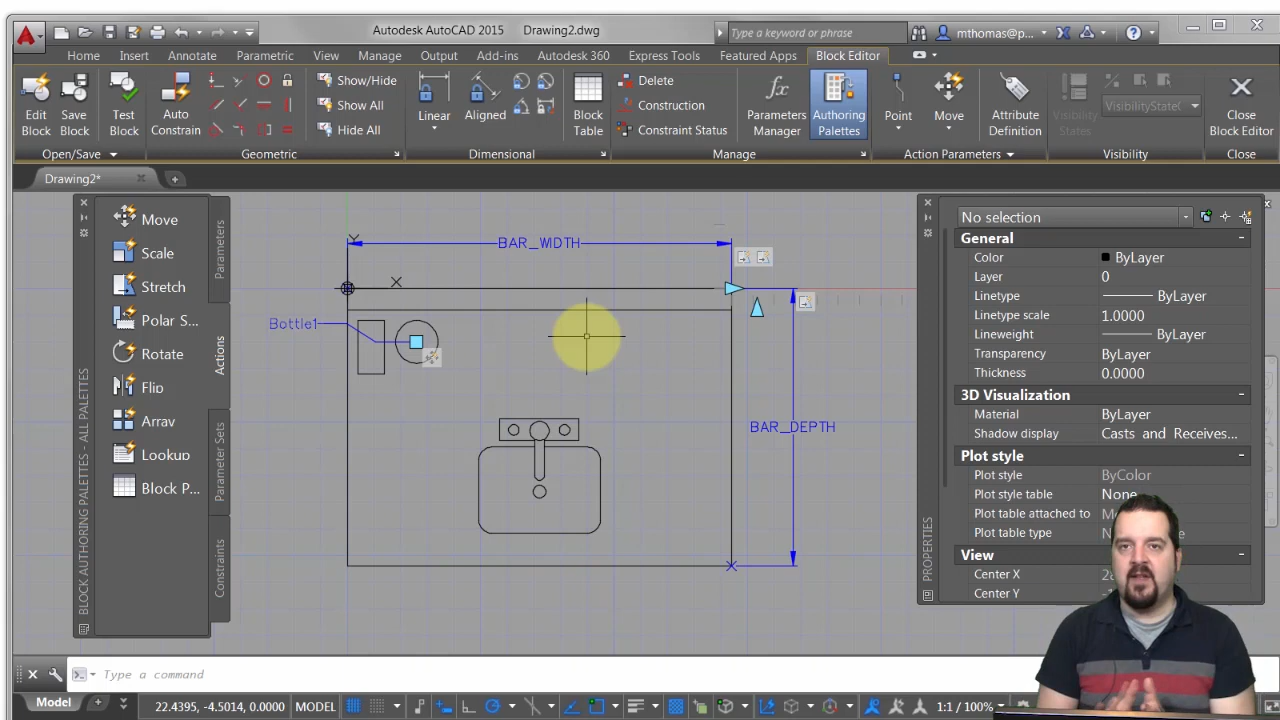 Autodesk AutoCAD 2015 Drawing2.dwg
Type a keyword or phrase
mthomas@p...
Home Insert Parametric View Manage Output Add-ins Autodesk 360 Express Tools Featured Apps Block Editor
Edit Block
Save Block
Test Block
Auto Constrain
Show/Hide
Show All
Hide All
Linear
Aligned
Block Table
Delete
Construction
Constraint Status
Parameters Manager
Authoring Palettes
Point
Move
Attribute Definition
Visibility States
VisibilityState(
Close Block Editor
Open/Save
Geometric
Dimensional
Manage
Action Parameters
Visibility
Close
Drawing2*
Move
Scale
Stretch
Polar S...
Rotate
Flip
Array
Lookup
Block P...
Parameters
Actions
Parameter Sets
Constraints
BLOCK AUTHORING PALETTES - ALL PALETTES
Y
BAR_WIDTH
X
Bottle1
BAR_DEPTH
No selection
General
Color ByLayer
Layer 0
Linetype ByLayer
Linetype scale 1.0000
Lineweight ByLayer
Transparency ByLayer
Thickness 0.0000
3D Visualization
Material ByLayer
Shadow display Casts and Receives...
Plot style
Plot style ByColor
Plot style table None
Plot table attached to
Plot table type
View
Center X
Center Y
PROPERTIES
Type a command
Model
22.4395, -4.5014, 0.0000 MODEL
1:1 / 100%